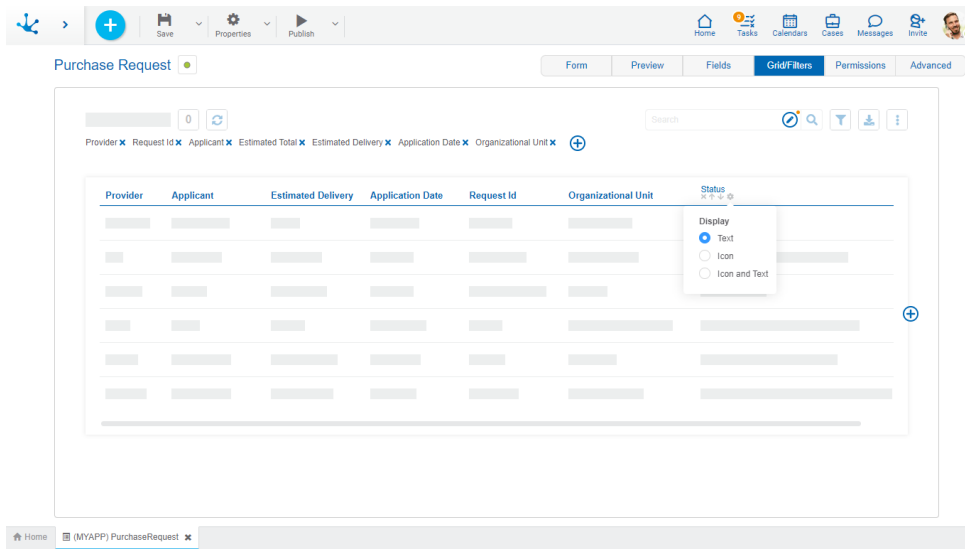 Save Properties Publish
Home 9 Tasks Calendars Cases Messages Invite
Purchase Request
Form Preview Fields Grid/Filters Permissions Advanced
0 Search
Provider Request Id Applicant Estimated Total Estimated Delivery Application Date Organizational Unit
Provider Applicant Estimated Delivery Application Date Request Id Organizational Unit Status
Display
Text
Icon
Icon and Text
Home (MYAPP) PurchaseRequest